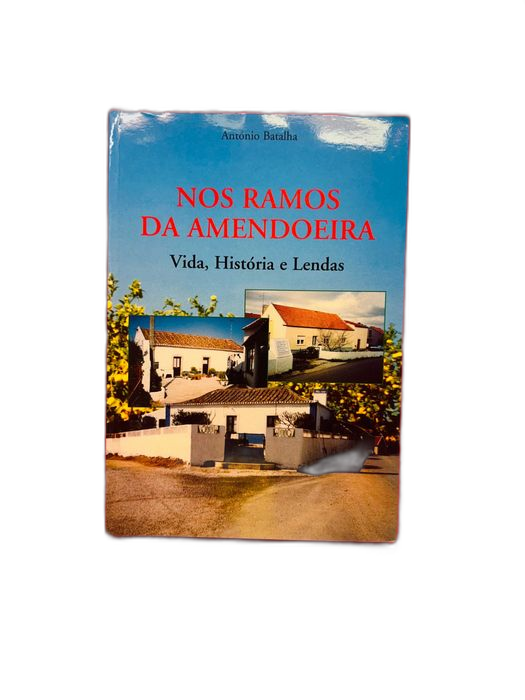 António Batalha
NOS RAMOS
DA AMENDOEIRA
Vida, História e Lendas